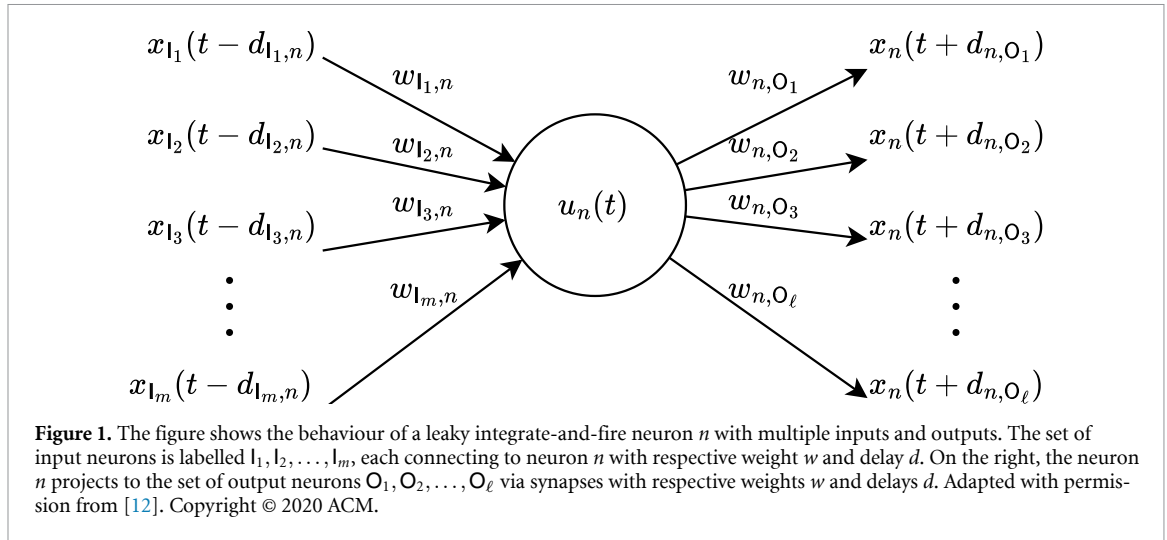 x_{I_1}(t − d_{I_1,n})
w_{I_1,n}
w_{n,O_1}
x_n(t + d_{n,O_1})
x_{I_2}(t − d_{I_2,n})
w_{I_2,n}
w_{n,O_2}
x_n(t + d_{n,O_2})
u_n(t)
x_{I_3}(t − d_{I_3,n})
w_{I_3,n}
w_{n,O_3}
x_n(t + d_{n,O_3})
w_{I_m,n}
w_{n,O_ℓ}
x_{I_m}(t − d_{I_m,n})
x_n(t + d_{n,O_ℓ})
Figure 1. The figure shows the behaviour of a leaky integrate-and-fire neuron n with multiple inputs and outputs. The set of
input neurons is labelled I_1, I_2, ..., I_m, each connecting to neuron n with respective weight w and delay d. On the right, the neuron
n projects to the set of output neurons O_1, O_2, ..., O_ℓ via synapses with respective weights w and delays d. Adapted with permis-
sion from [12]. Copyright © 2020 ACM.